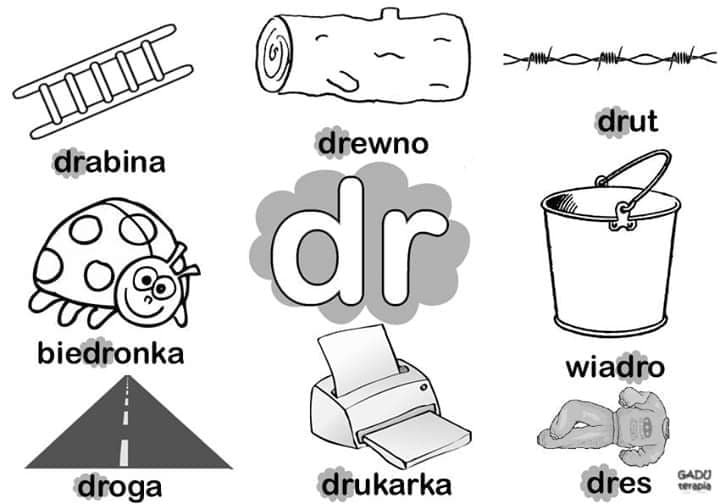 drabina
drewno
drut
dr
biedronka
wiadro
droga
drukarka
dres
GADU
terapia